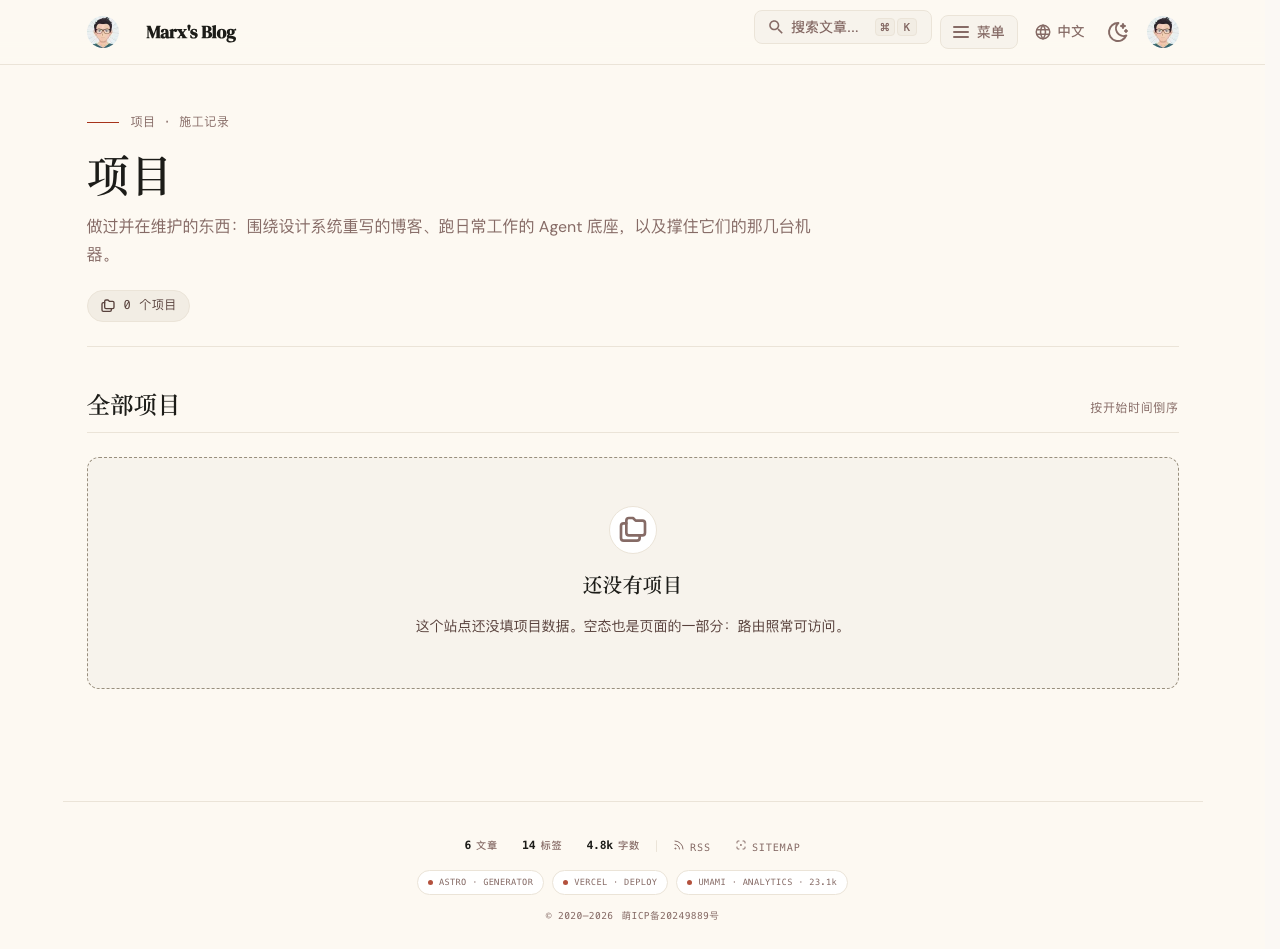 Marx's Blog
搜索文章... ⌘ K
菜单
中文
项目 · 施工记录
项目
做过并在维护的东西：围绕设计系统重写的博客、跑日常工作的 Agent 底座，以及撑住它们的那几台机
器。
0 个项目
全部项目
按开始时间倒序
还没有项目
这个站点还没填项目数据。空态也是页面的一部分：路由照常可访问。
6 文章 14 标签 4.8k 字数 RSS SITEMAP
ASTRO · GENERATOR VERCEL · DEPLOY UMAMI · ANALYTICS · 23.1k
© 2020—2026 萌ICP备20249889号